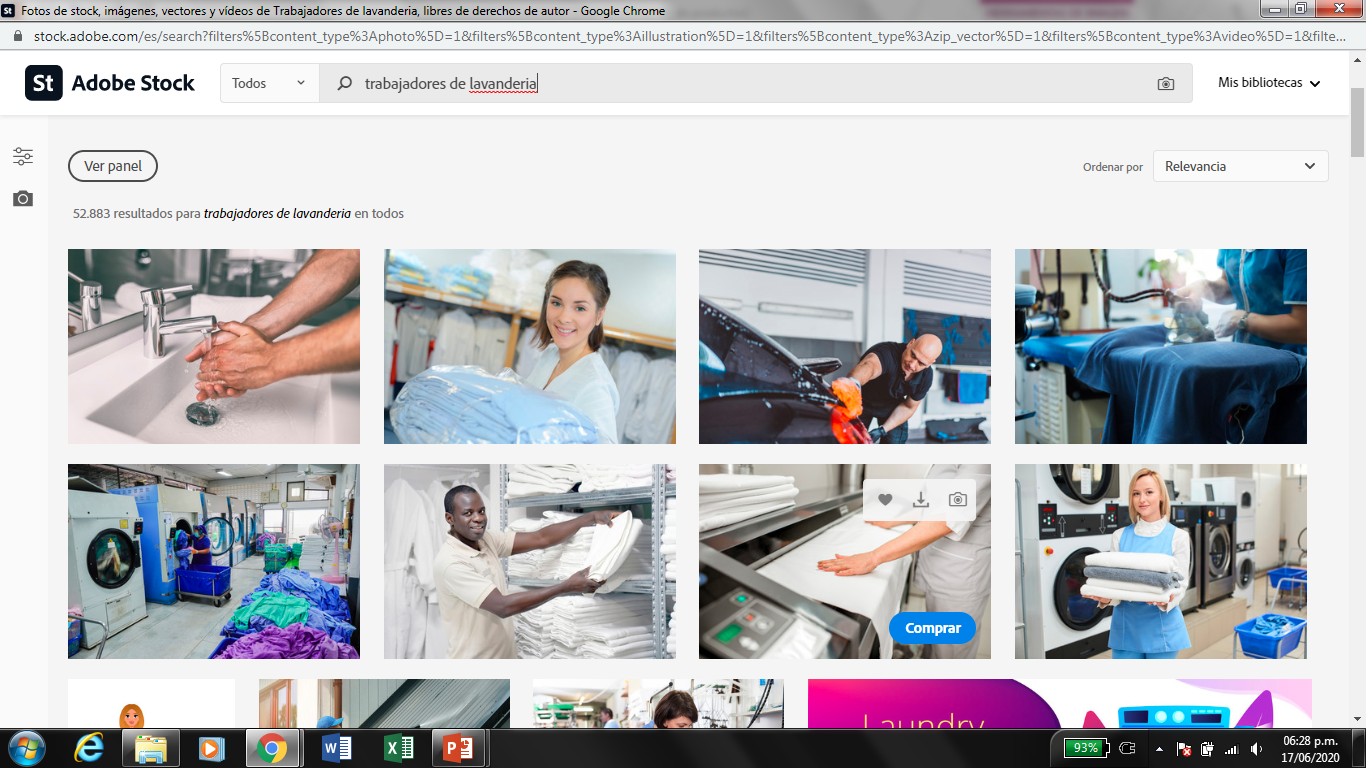 Fotos de stock, imágenes, vectores y vídeos de Trabajadores de lavanderia, libres de derechos de autor - Google Chrome
stock.adobe.com/es/search?filters%5Bcontent_type%3Aphoto%5D=1&filters%5Bcontent_type%3Aillustration%5D=1&filters%5Bcontent_type%3Azip_vector%5D=1&filters%5Bcontent_type%3Avideo%5D=1&filte...
St Adobe Stock
Todos
trabajadores de lavanderia
Mis bibliotecas
Ver panel
Ordenar por
Relevancia
52.883 resultados para trabajadores de lavanderia en todos
Comprar
Laundry
93%
06:28 p.m.
17/06/2020